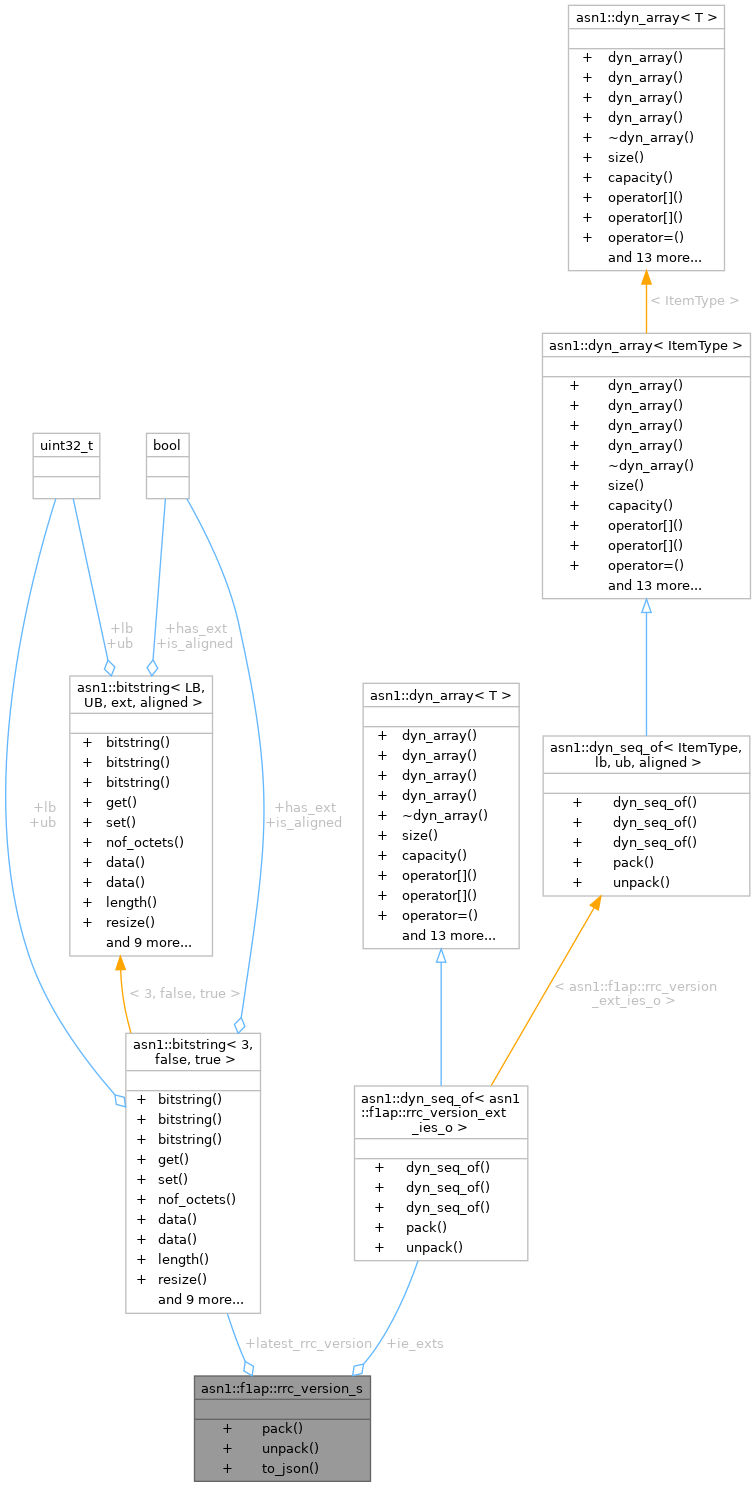 asn1::dyn_array< T >
+ dyn_array()
+ dyn_array()
+ dyn_array()
+ dyn_array()
+ ~dyn_array()
+ size()
+ capacity()
+ operator[]()
+ operator[]()
+ operator=()
and 13 more...
< ItemType >
asn1::dyn_array< ItemType >
+ dyn_array()
+ dyn_array()
+ dyn_array()
+ dyn_array()
+ ~dyn_array()
+ size()
+ capacity()
+ operator[]()
+ operator[]()
+ operator=()
and 13 more...
uint32_t
bool
+lb
+ub
+has_ext
+is_aligned
asn1::bitstring< LB,
UB, ext, aligned >
+ bitstring()
+ bitstring()
+ bitstring()
+ get()
+ set()
+ nof_octets()
+ data()
+ data()
+ length()
+ resize()
and 9 more...
+lb
+ub
+has_ext
+is_aligned
asn1::dyn_array< T >
+ dyn_array()
+ dyn_array()
+ dyn_array()
+ dyn_array()
+ ~dyn_array()
+ size()
+ capacity()
+ operator[]()
+ operator[]()
+ operator=()
and 13 more...
asn1::dyn_seq_of< ItemType,
lb, ub, aligned >
+ dyn_seq_of()
+ dyn_seq_of()
+ dyn_seq_of()
+ pack()
+ unpack()
< 3, false, true >
< asn1::f1ap::rrc_version
_ext_ies_o >
asn1::bitstring< 3,
false, true >
+ bitstring()
+ bitstring()
+ bitstring()
+ get()
+ set()
+ nof_octets()
+ data()
+ data()
+ length()
+ resize()
and 9 more...
asn1::dyn_seq_of< asn1
::f1ap::rrc_version_ext
_ies_o >
+ dyn_seq_of()
+ dyn_seq_of()
+ dyn_seq_of()
+ pack()
+ unpack()
+latest_rrc_version
+ie_exts
asn1::f1ap::rrc_version_s
+ pack()
+ unpack()
+ to_json()